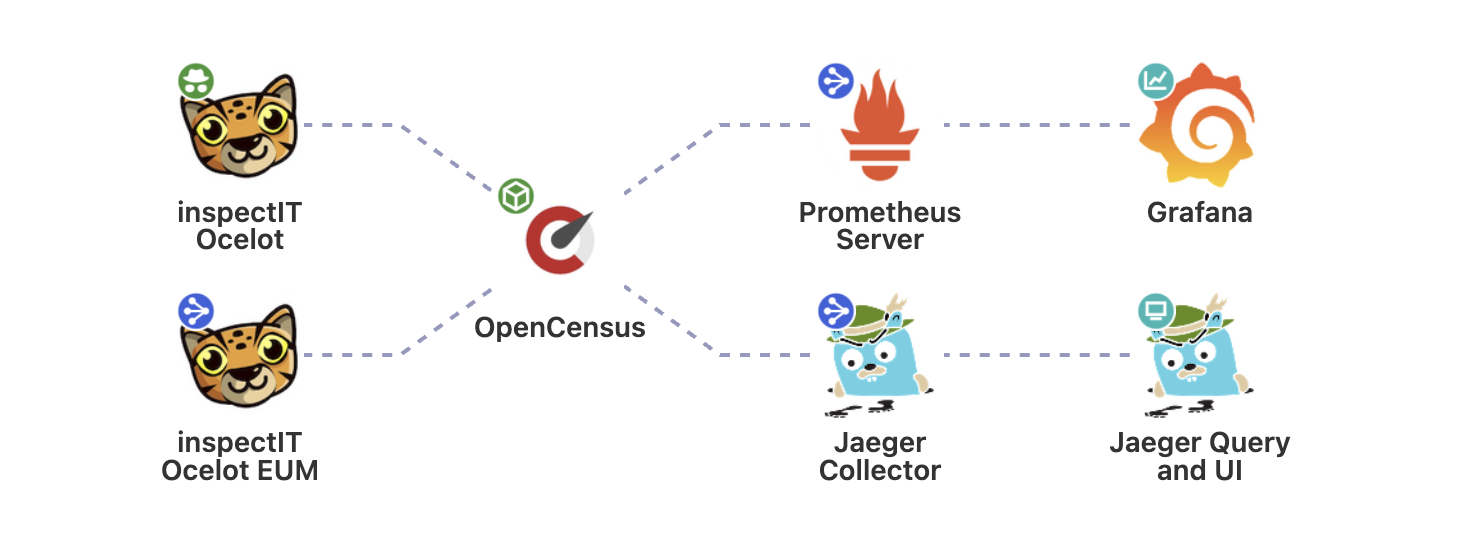 inspectIT
Ocelot
Prometheus
Server
Grafana
OpenCensus
inspectIT
Ocelot EUM
Jaeger
Collector
Jaeger Query
and UI